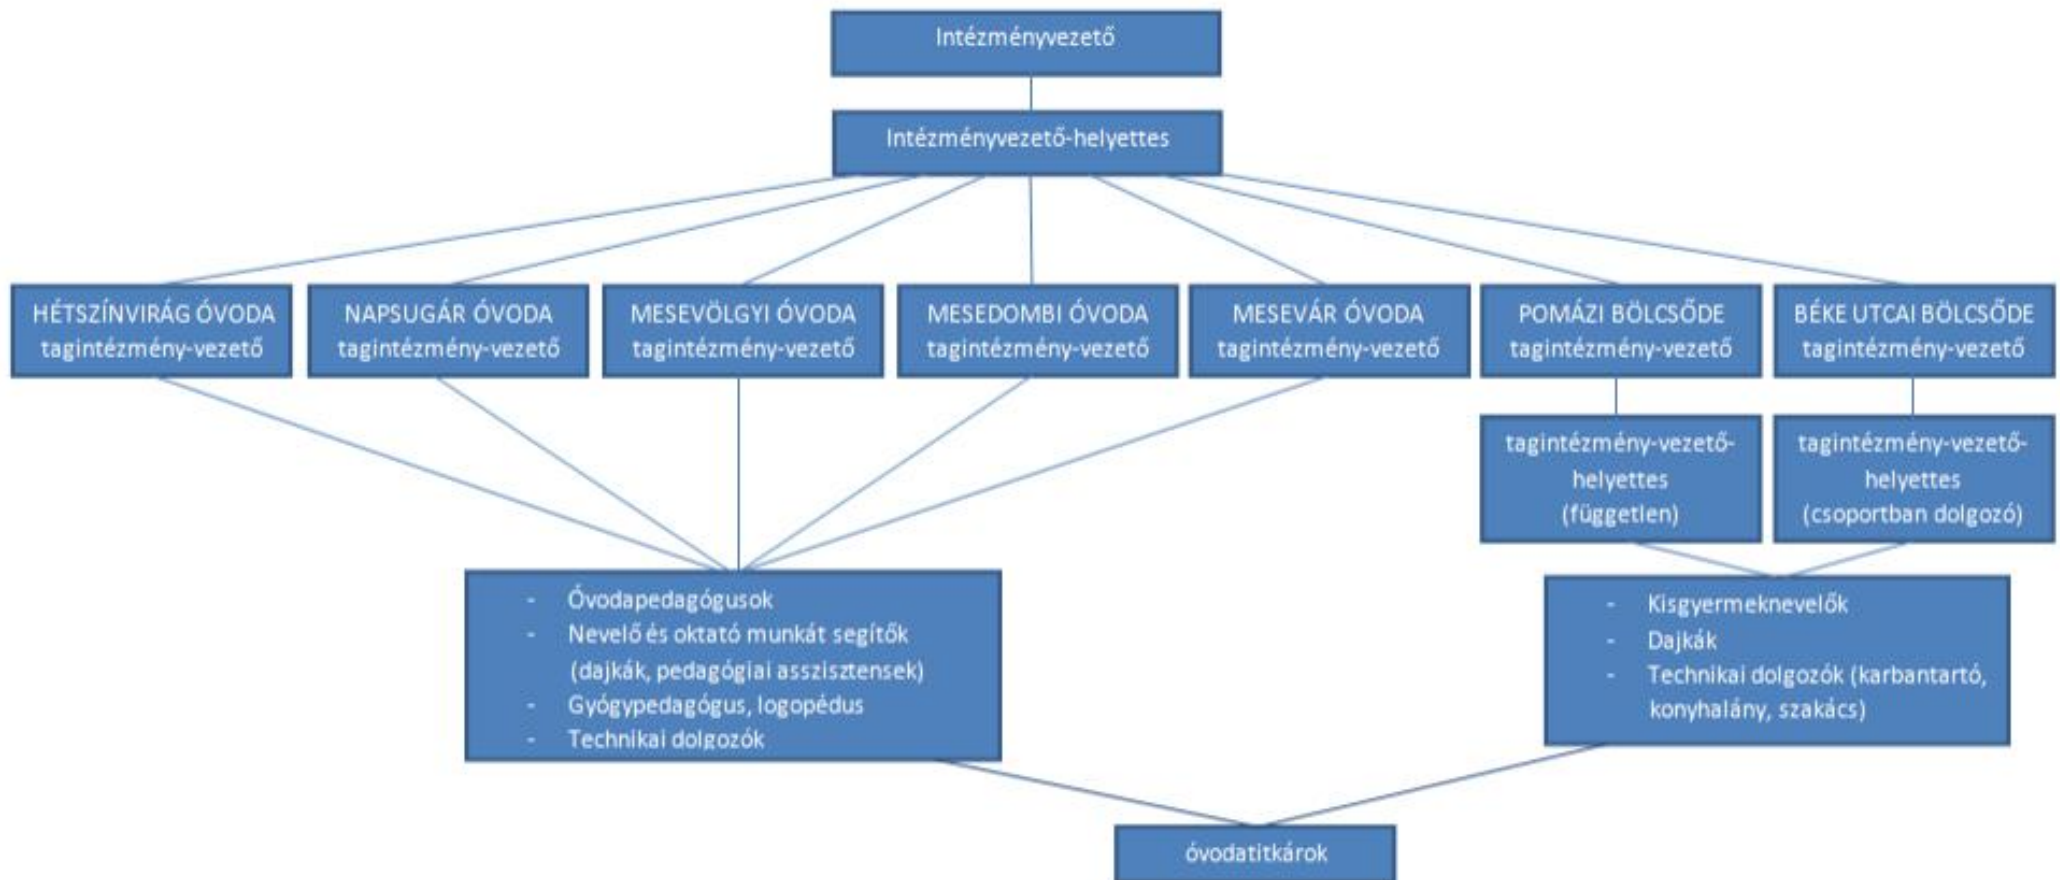 Intézményvezető
Intézményvezető-helyettes
HÉTSZÍNVIRÁG ÓVODA
tagintézmény-vezető
NAPSUGÁR ÓVODA
tagintézmény-vezető
MESEVÖLGYI ÓVODA
tagintézmény-vezető
MESEDOMBI ÓVODA
tagintézmény-vezető
MESEVÁR ÓVODA
tagintézmény-vezető
POMÁZI BÖLCSŐDE
tagintézmény-vezető
BÉKE UTCAI BÖLCSŐDE
tagintézmény-vezető
tagintézmény-vezető-
helyettes
(független)
tagintézmény-vezető-
helyettes
(csoportban dolgozó)
- Óvodapedagógusok
- Nevelő és oktató munkát segítők
(dajkák, pedagógiai asszisztensek)
- Gyógypedagógus, logopédus
- Technikai dolgozók
- Kisgyermeknevelők
- Dajkák
- Technikai dolgozók (karbantartó,
konyhalány, szakács)
óvodatitkárok